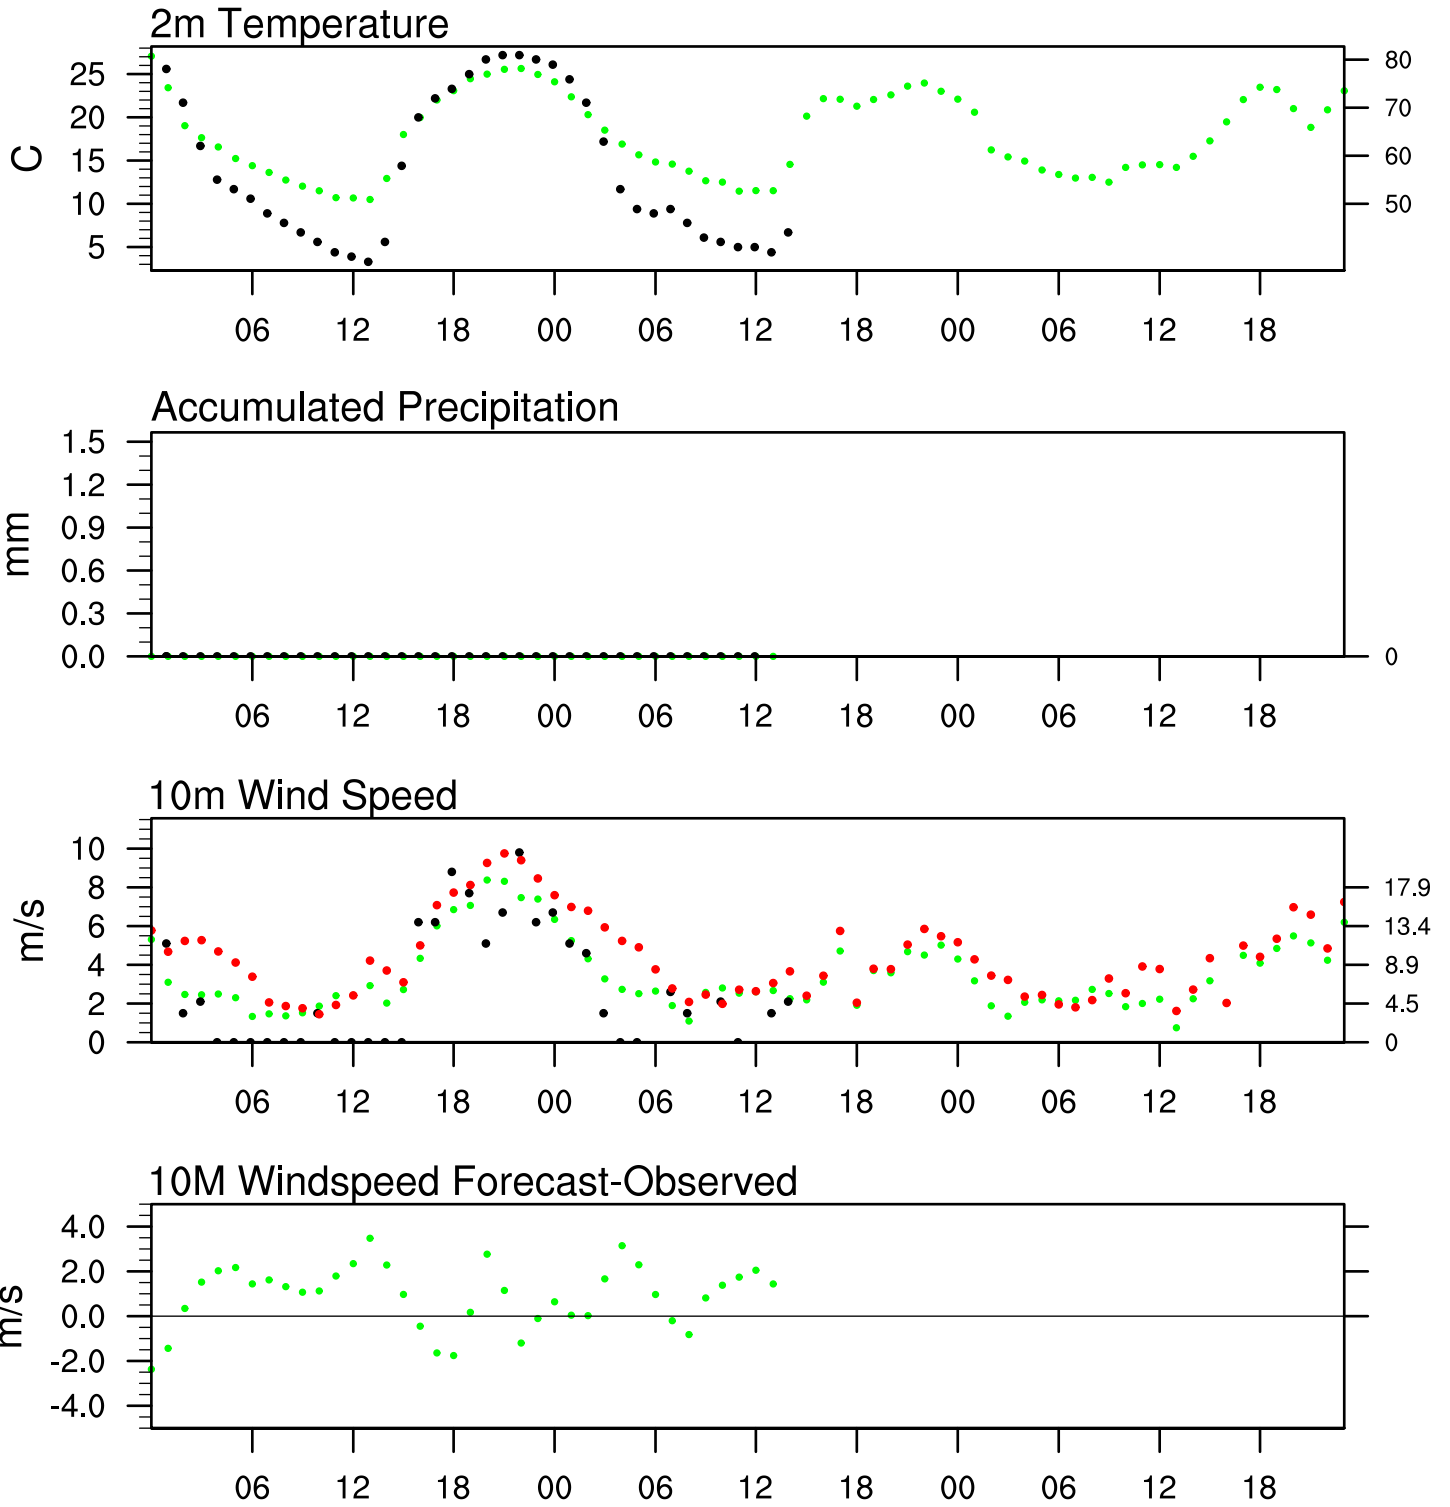 2m Temperature
25
20
15
10
5
C
80
70
60
50
06 12 18 00 06 12 18 00 06 12 18
Accumulated Precipitation
1.5
1.2
0.9
0.6
0.3
0.0
mm
0
06 12 18 00 06 12 18 00 06 12 18
10m Wind Speed
10
8
6
4
2
0
m/s
17.9
13.4
8.9
4.5
0
06 12 18 00 06 12 18 00 06 12 18
10M Windspeed Forecast-Observed
4.0
2.0
0.0
-2.0
-4.0
m/s
06 12 18 00 06 12 18 00 06 12 18